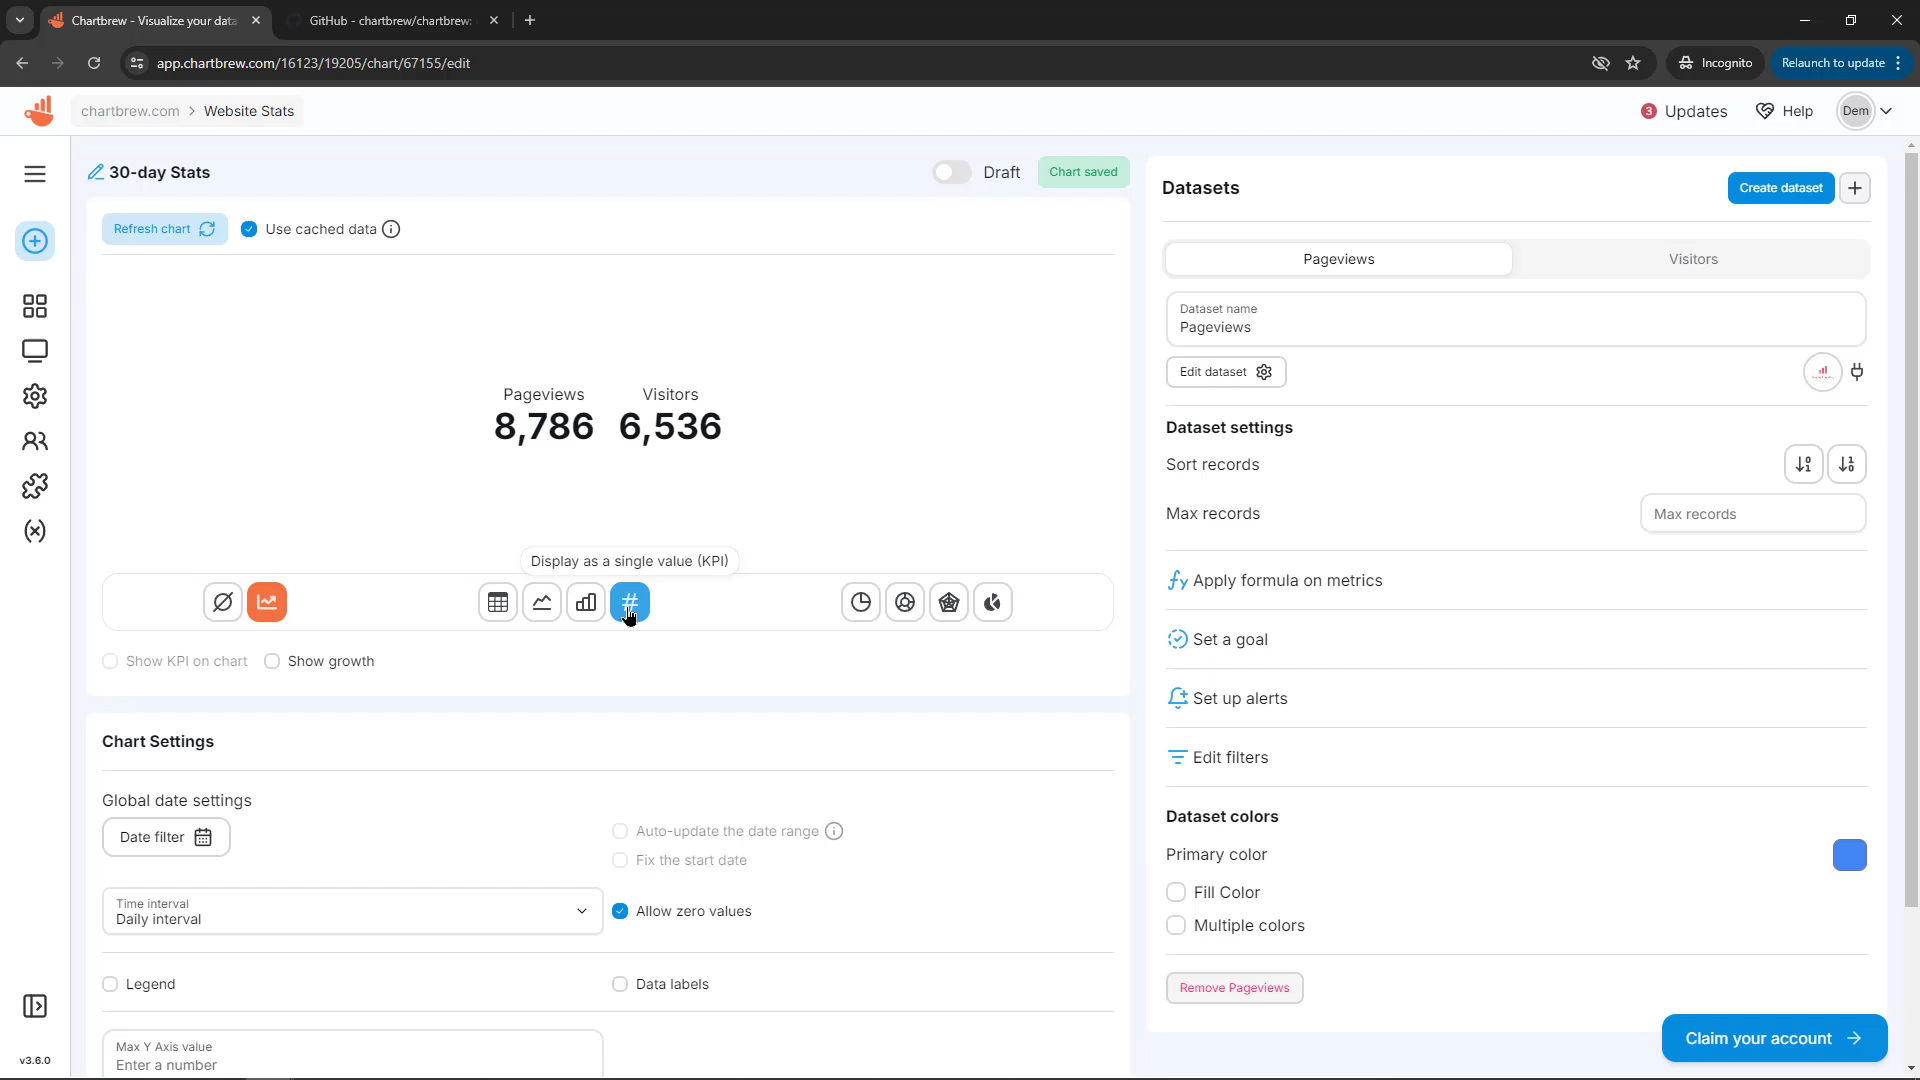 Chartbrew - Visualize your data
GitHub - chartbrew/chartbrew:
app.chartbrew.com/16123/19205/chart/67155/edit
Incognito
Relaunch to update
chartbrew.com > Website Stats
3 Updates
Help
Dem
30-day Stats
Draft
Chart saved
Refresh chart
Use cached data
Pageviews
8,786
Visitors
6,536
Display as a single value (KPI)
Show KPI on chart
Show growth
Chart Settings
Global date settings
Date filter
Auto-update the date range
Fix the start date
Time interval
Daily interval
Allow zero values
Legend
Data labels
Max Y Axis value
Enter a number
v3.6.0
Datasets
Create dataset
Pageviews
Visitors
Dataset name
Pageviews
Edit dataset
Dataset settings
Sort records
Max records
Max records
Apply formula on metrics
Set a goal
Set up alerts
Edit filters
Dataset colors
Primary color
Fill Color
Multiple colors
Remove Pageviews
Claim your account